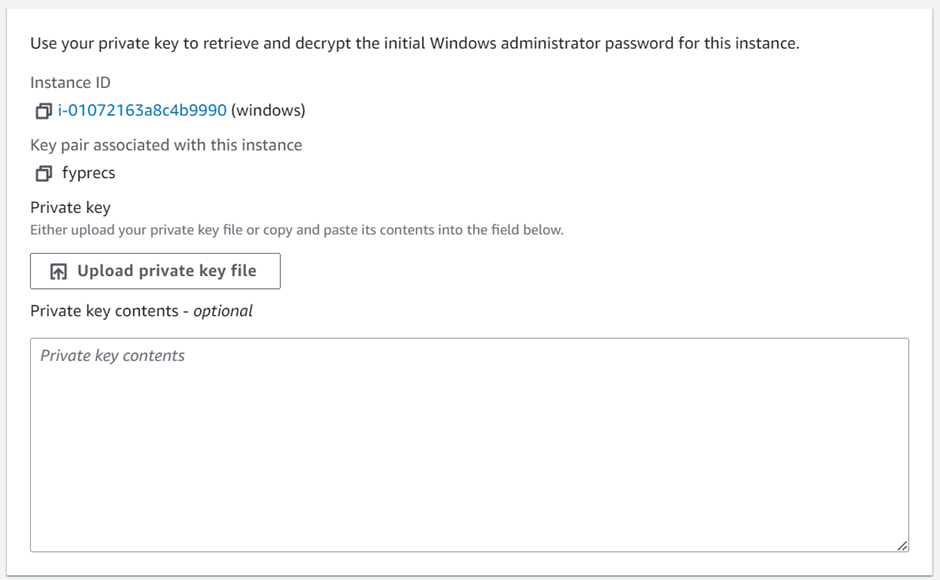 Use your private key to retrieve and decrypt the initial Windows administrator password for this instance.
Instance ID
i-01072163a8c4b9990 (windows)
Key pair associated with this instance
fyprecs
Private key
Either upload your private key file or copy and paste its contents into the field below.
Upload private key file
Private key contents - optional
Private key contents